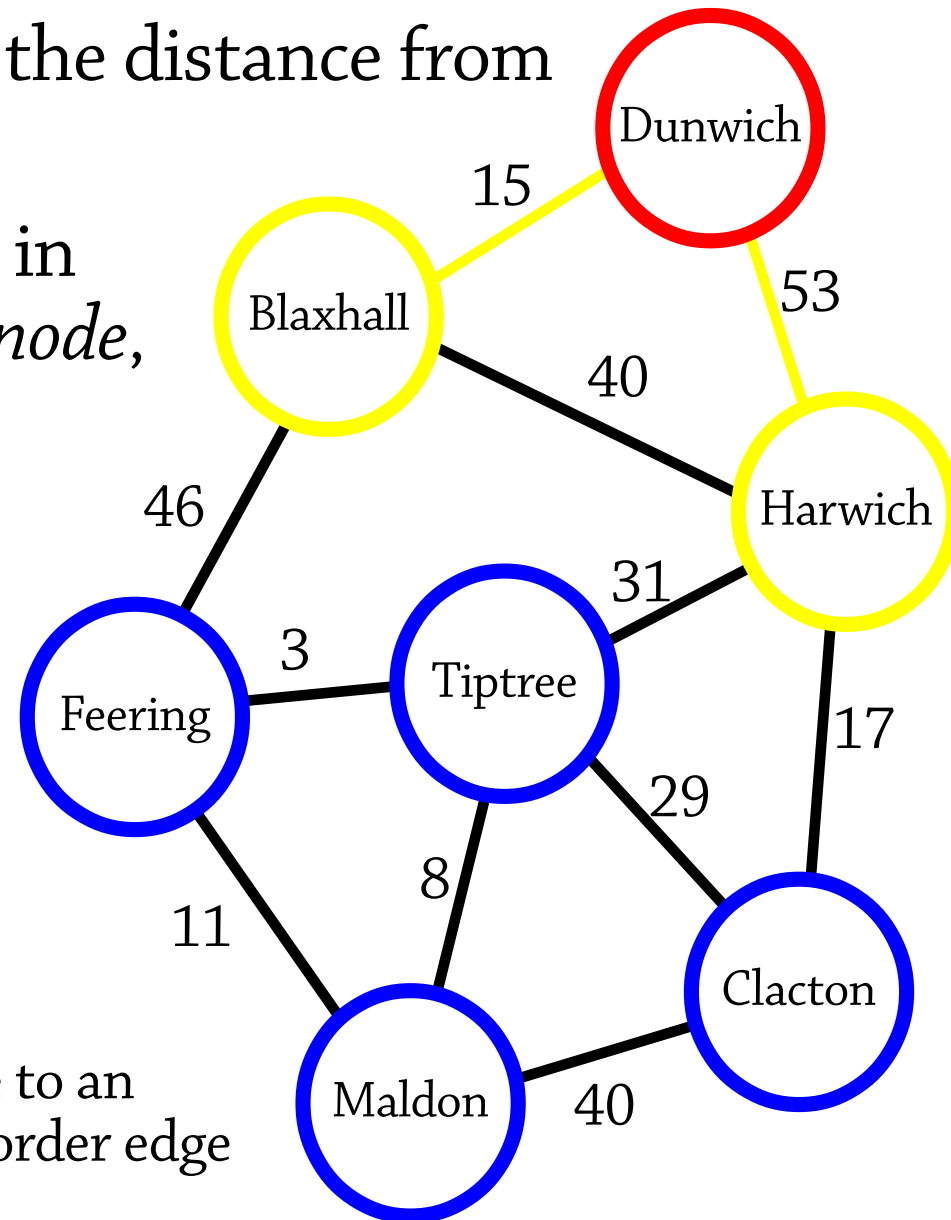 the distance from
Dunwich
15
in
53
Blaxhall
node,
40
46
Harwich
31
3
Tiptree
Feering
17
29
8
11
Clacton
to an
Maldon
40
order edge